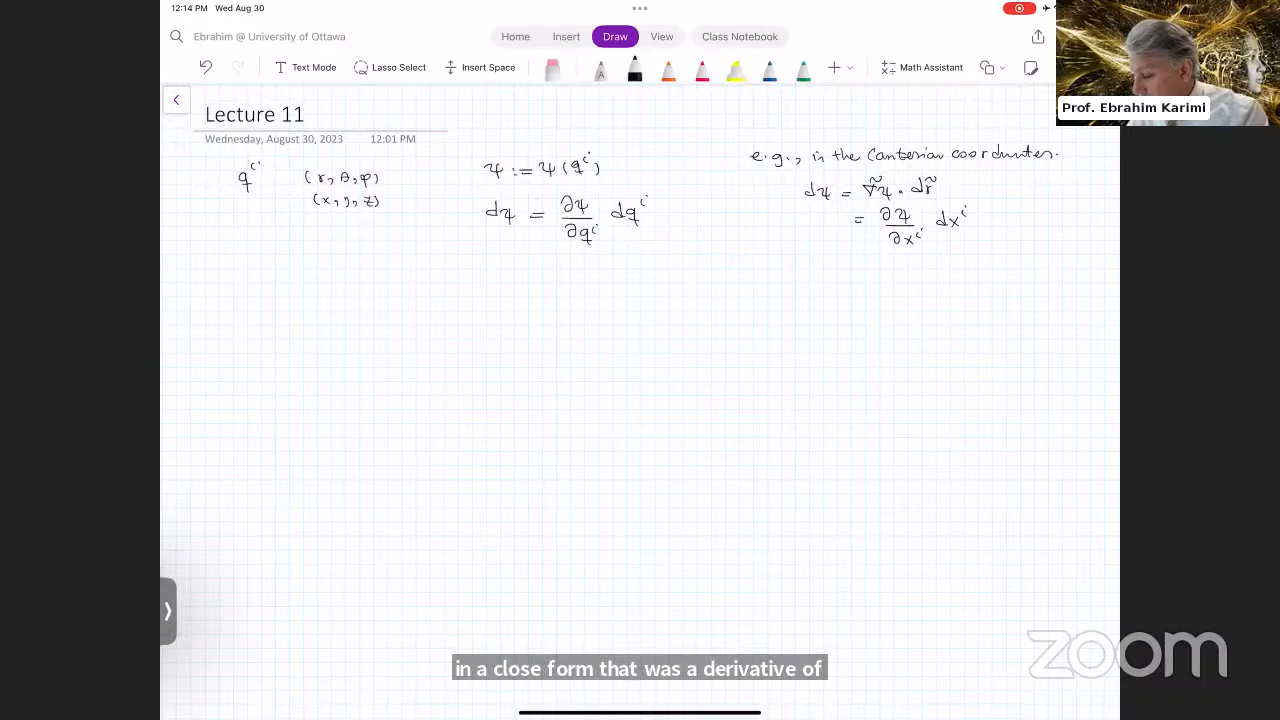 12:14 PM Wed Aug 30
Ebrahim @ University of Ottawa
Home Insert Draw View Class Notebook
Text Mode Lasso Select Insert Space Math Assistant
Prof. Ebrahim Karimi
Lecture 11
Wednesday, August 30, 2023 12:01 PM
q^i (r, θ, φ)
(x, y, z)
ψ := ψ(q^i)
dψ = ∂ψ/∂q^i dq^i
e.g., in the Cartesian coordinates.
dψ = ∇̃ψ · dr̃
= ∂ψ/∂x^i dx^i
in a close form that was a derivative of
zoom